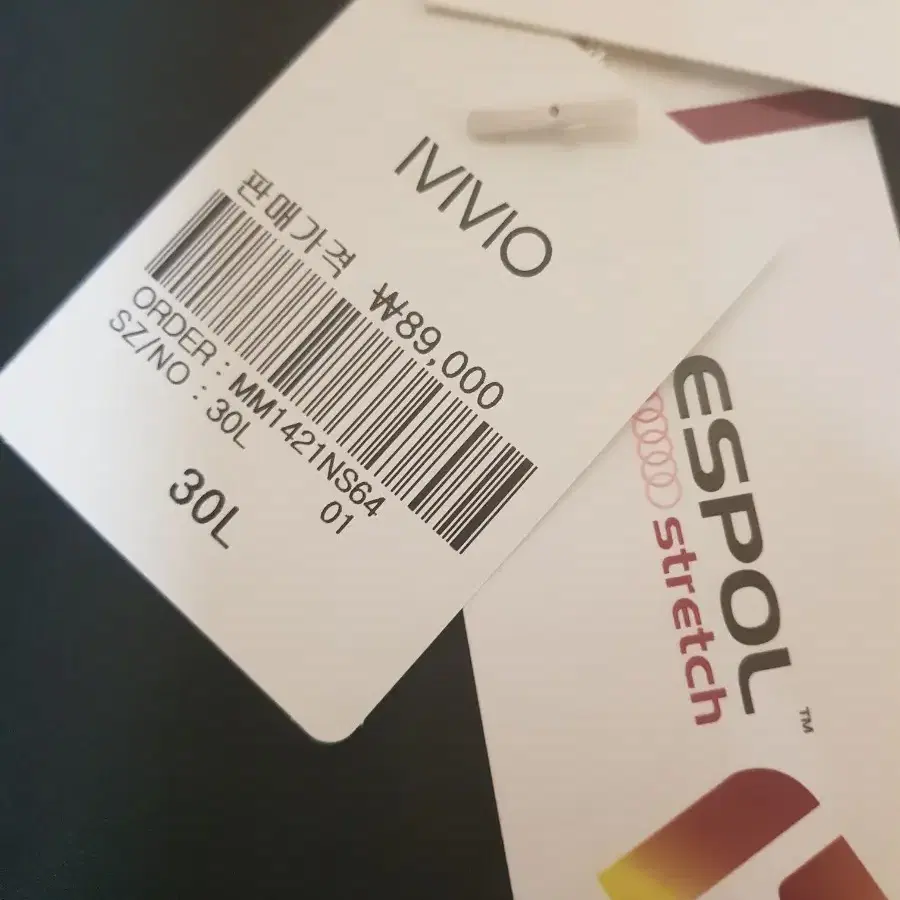 IVIVIO
판매가격 ₩89,000
ORDER : MM1421NS64
SZ/NO : 30L 01
30L
ESPOL
stretch
TM